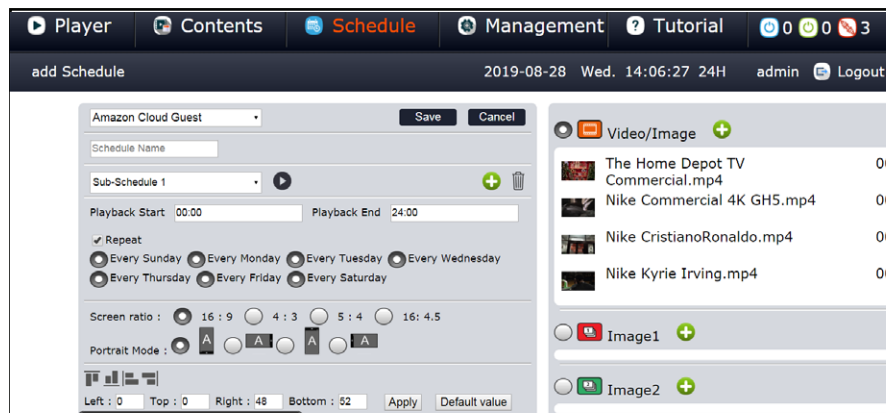 Player Contents Schedule Management Tutorial 0 0 3
add Schedule 2019-08-28 Wed. 14:06:27 24H admin Logout
Amazon Cloud Guest Save Cancel
Schedule Name
Sub-Schedule 1
Playback Start 00:00 Playback End 24:00
Repeat
Every Sunday Every Monday Every Tuesday Every Wednesday
Every Thursday Every Friday Every Saturday
Screen ratio : 16 : 9 4 : 3 5 : 4 16: 4.5
Portrait Mode : A A A A
Left : 0 Top : 0 Right : 48 Bottom : 52 Apply Default value
Video/Image
The Home Depot TV
Commercial.mp4
Nike Commercial 4K GH5.mp4
Nike CristianoRonaldo.mp4
Nike Kyrie Irving.mp4
Image1
Image2